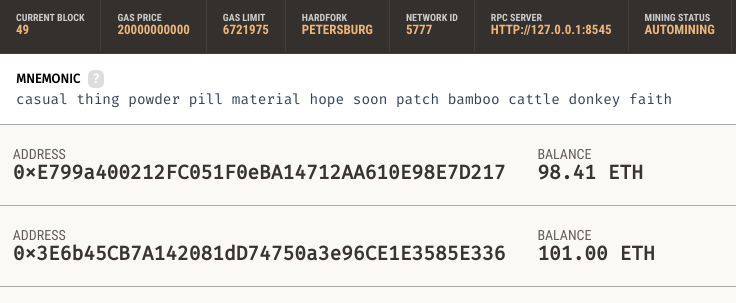 CURRENT BLOCK GAS PRICE GAS LIMIT HARDFORK NETWORK ID RPC SERVER MINING STATUS
49 20000000000 6721975 PETERSBURG 5777 HTTP://127.0.0.1:8545 AUTOMINING
MNEMONIC ?
casual thing powder pill material hope soon patch bamboo cattle donkey faith
ADDRESS BALANCE
0×E799a400212FC051F0eBA14712AA610E98E7D217 98.41 ETH
ADDRESS BALANCE
0×3E6b45CB7A142081dD74750a3e96CE1E3585E336 101.00 ETH